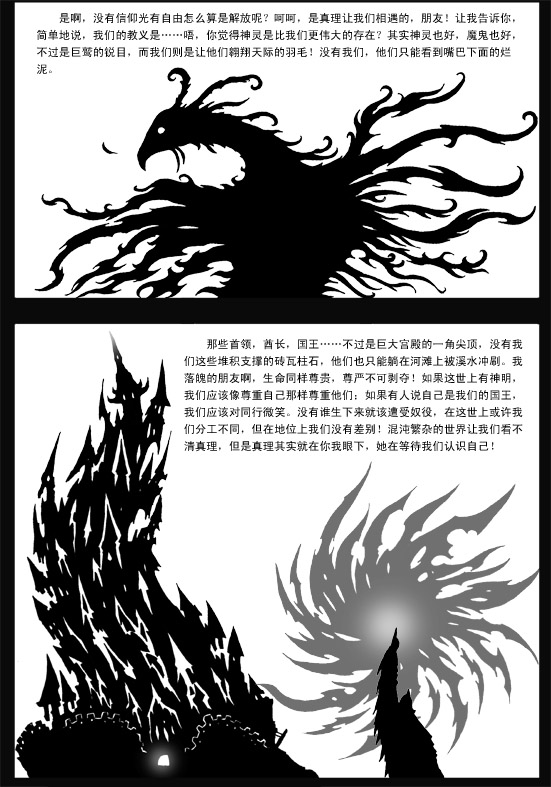 是啊，没有信仰光有自由怎么算是解放呢？呵呵，是真理让我们相遇的，朋友！让我告诉你，
简单地说，我们的教义是……唔，你觉得神灵是比我们更伟大的存在？其实神灵也好，魔鬼也好，
不过是巨鹫的锐目，而我们则是让他们翱翔天际的羽毛！没有我们，他们只能看到嘴巴下面的烂
泥。
那些首领，酋长，国王……不过是巨大宫殿的一角尖顶，没有我
们这些堆积支撑的砖瓦柱石，他们也只能躺在河滩上被溪水冲刷。我
落魄的朋友啊，生命同样尊贵，尊严不可剥夺！如果这世上有神明，
我们应该像尊重自己那样尊重他们；如果有人说自己是我们的国王，
我们应该对同行微笑。没有谁生下来就该遭受奴役，在这世上或许我
们分工不同，但在地位上我们没有差别！混沌繁杂的世界让我们看不
清真理，但是真理其实就在你我眼下，她在等待我们认识自己！